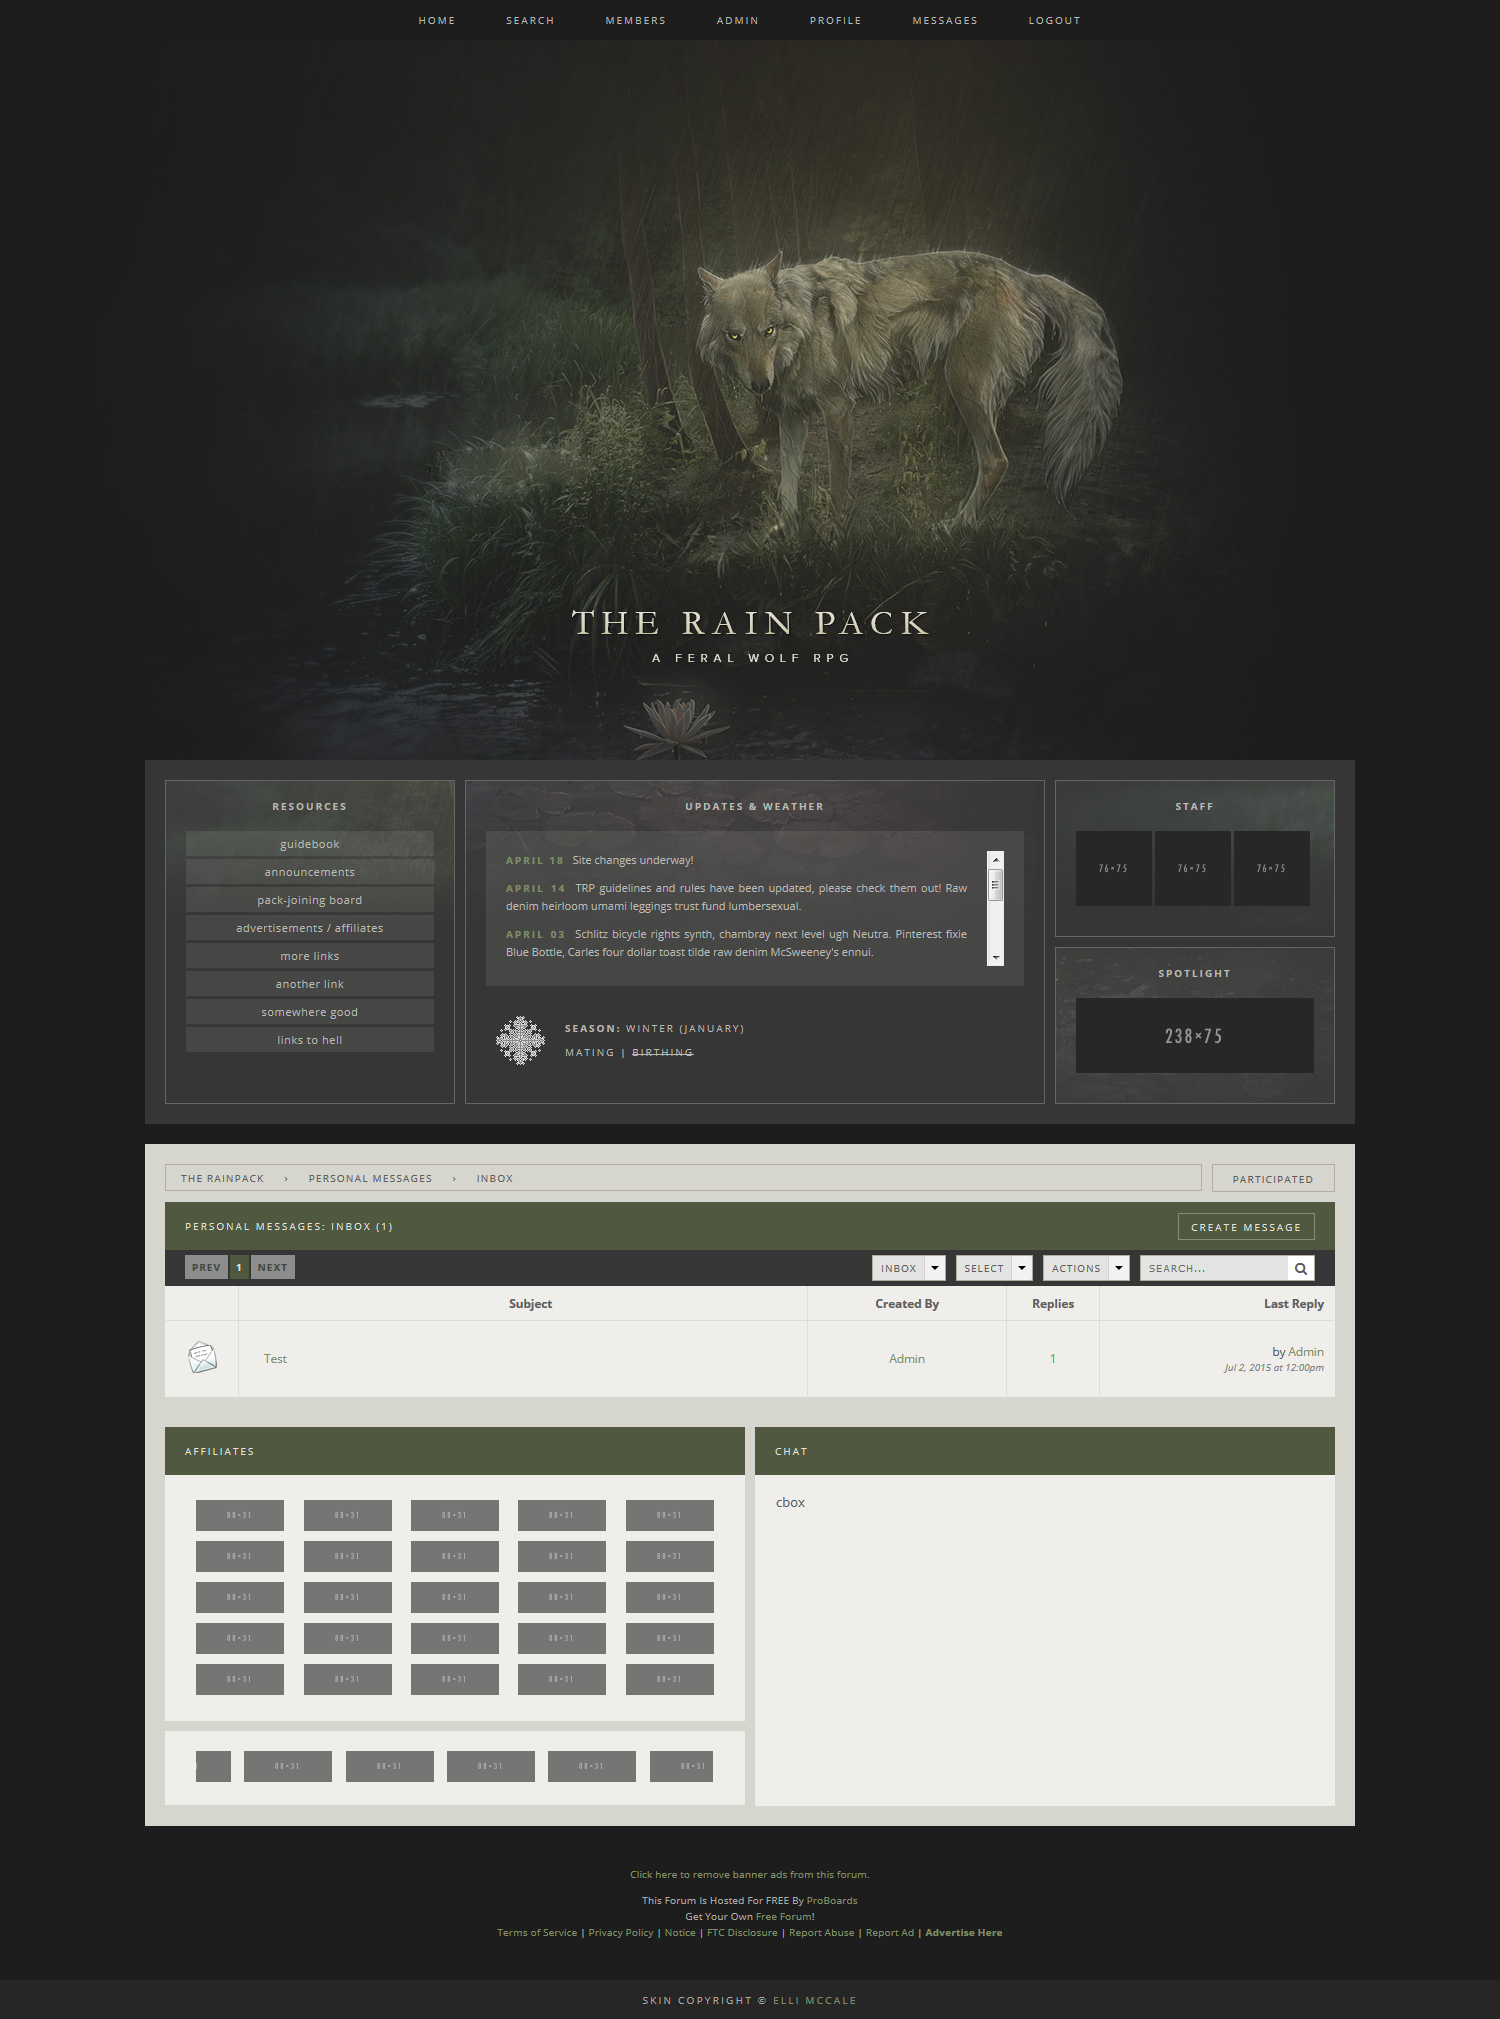 HOME SEARCH MEMBERS ADMIN PROFILE MESSAGES LOGOUT
THE RAIN PACK
A FERAL WOLF RPG
RESOURCES
guidebook
announcements
pack-joining board
advertisements / affiliates
more links
another link
somewhere good
links to hell
UPDATES & WEATHER
APRIL 18 Site changes underway!
APRIL 14 TRP guidelines and rules have been updated, please check them out! Raw
denim heirloom umami leggings trust fund lumbersexual.
APRIL 03 Schlitz bicycle rights synth, chambray next level ugh Neutra. Pinterest fixie
Blue Bottle, Carles four dollar toast tilde raw denim McSweeney's ennui.
SEASON: WINTER (JANUARY)
MATING | BIRTHING
STAFF
76×75 76×75 76×75
SPOTLIGHT
238×75
THE RAINPACK › PERSONAL MESSAGES › INBOX
PARTICIPATED
PERSONAL MESSAGES: INBOX (1)
CREATE MESSAGE
PREV 1 NEXT
INBOX SELECT ACTIONS SEARCH...
Subject Created By Replies Last Reply
Test Admin 1 by Admin
Jul 2, 2015 at 12:00pm
AFFILIATES
88×31 88×31 88×31 88×31 88×31
88×31 88×31 88×31 88×31 88×31
88×31 88×31 88×31 88×31 88×31
88×31 88×31 88×31 88×31 88×31
88×31 88×31 88×31 88×31 88×31
88×31 88×31 88×31 88×31 88×31
CHAT
cbox
Click here to remove banner ads from this forum.
This Forum Is Hosted For FREE By ProBoards
Get Your Own Free Forum!
Terms of Service | Privacy Policy | Notice | FTC Disclosure | Report Abuse | Report Ad | Advertise Here
SKIN COPYRIGHT © ELLI MCCALE